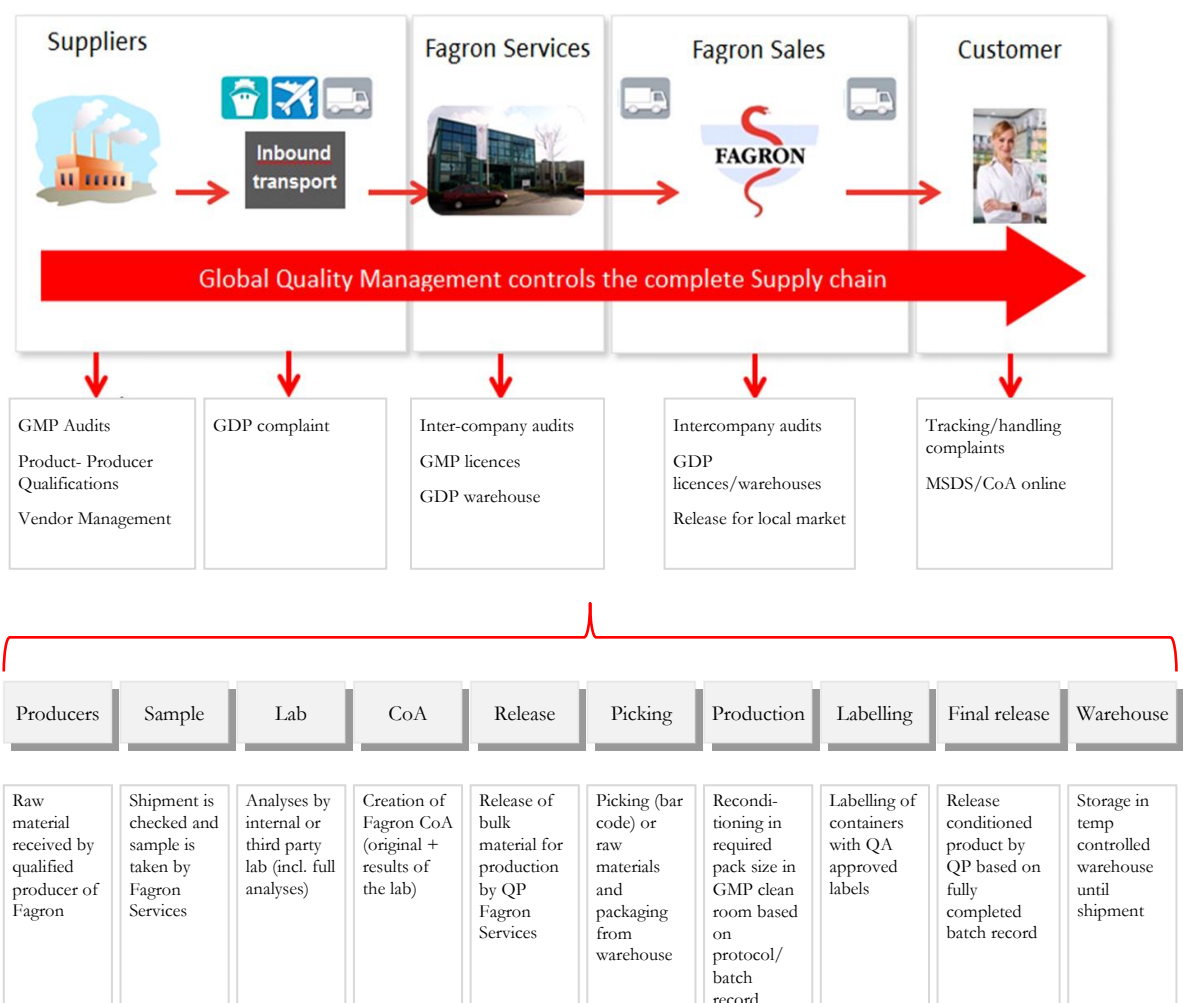 Suppliers
Fagron Services
Fagron Sales
Customer
Inbound
transport
FAGRON
Global Quality Management controls the complete Supply chain
GMP Audits
Product- Producer
Qualifications
Vendor Management
GDP complaint
Inter-company audits
GMP licences
GDP warehouse
Intercompany audits
GDP
licences/warehouses
Release for local market
Tracking/handling
complaints
MSDS/CoA online
Producers
Sample
Lab
CoA
Release
Picking
Production
Labelling
Final release
Warehouse
Raw
material
received by
qualified
producer of
Fagron
Shipment is
checked and
sample is
taken by
Fagron
Services
Analyses by
internal or
third party
lab (incl. full
analyses)
Creation of
Fagron CoA
(original +
results of
the lab)
Release of
bulk
material for
production
by QP
Fagron
Services
Picking (bar
code) or
raw
materials
and
packaging
from
warehouse
Recondi-
tioning in
required
pack size in
GMP clean
room based
on
protocol/
batch
record
Labelling of
containers
with QA
approved
labels
Release
conditioned
product by
QP based on
fully
completed
batch record
Storage in
temp
controlled
warehouse
until
shipment